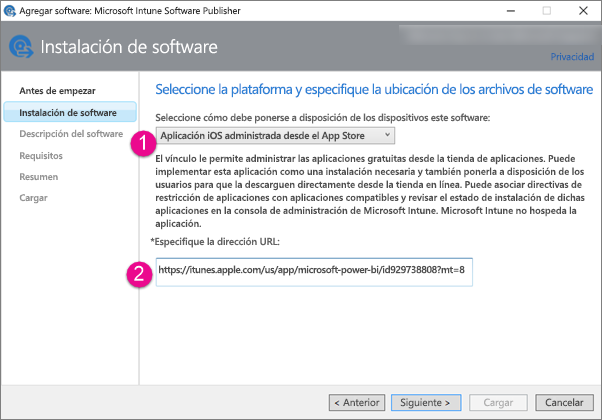 Agregar software: Microsoft Intune Software Publisher
Instalación de software
Privacidad
Antes de empezar
Instalación de software
Descripción del software
Requisitos
Resumen
Cargar
Seleccione la plataforma y especifique la ubicación de los archivos de software
Seleccione cómo debe ponerse a disposición de los dispositivos este software:
1
Aplicación iOS administrada desde el App Store
El vínculo le permite administrar las aplicaciones gratuitas desde la tienda de aplicaciones. Puede
implementar esta aplicación como una instalación necesaria y también ponerla a disposición de los
usuarios para que la descarguen directamente desde la tienda en línea. Puede asociar directivas de
restricción de aplicaciones con aplicaciones compatibles y revisar el estado de instalación de dichas
aplicaciones en la consola de administración de Microsoft Intune. Microsoft Intune no hospeda la
aplicación.
*Especifique la dirección URL:
2
https://itunes.apple.com/us/app/microsoft-power-bi/id929738808?mt=8
< Anterior
Siguiente >
Cargar
Cancelar